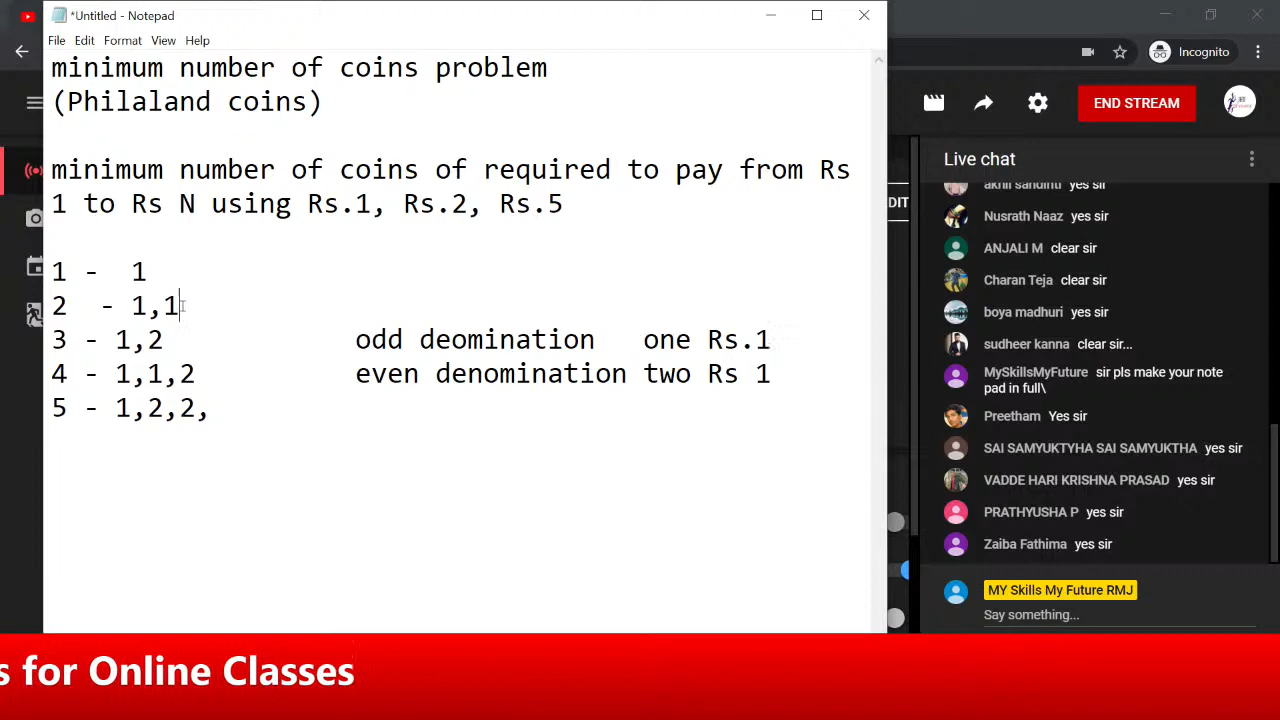 *Untitled - Notepad
File Edit Format View Help
minimum number of coins problem
(Philaland coins)
minimum number of coins of required to pay from Rs
1 to Rs N using Rs.1, Rs.2, Rs.5
1 - 1
2 - 1,1
3 - 1,2 odd deomination one Rs.1
4 - 1,1,2 even denomination two Rs 1
5 - 1,2,2,
Incognito
END STREAM
DIT
Live chat
akhil sandinti yes sir
Nusrath Naaz yes sir
ANJALI M clear sir
Charan Teja clear sir
boya madhuri clear sir
sudheer kanna clear sir...
MySkillsMyFuture sir pls make your note
pad in full\
Preetham Yes sir
SAI SAMYUKTYHA SAI SAMYUKTHA yes sir
VADDE HARI KRISHNA PRASAD yes sir
PRATHYUSHA P yes sir
Zaiba Fathima yes sir
MY Skills My Future RMJ
Say something...
s for Online Classes